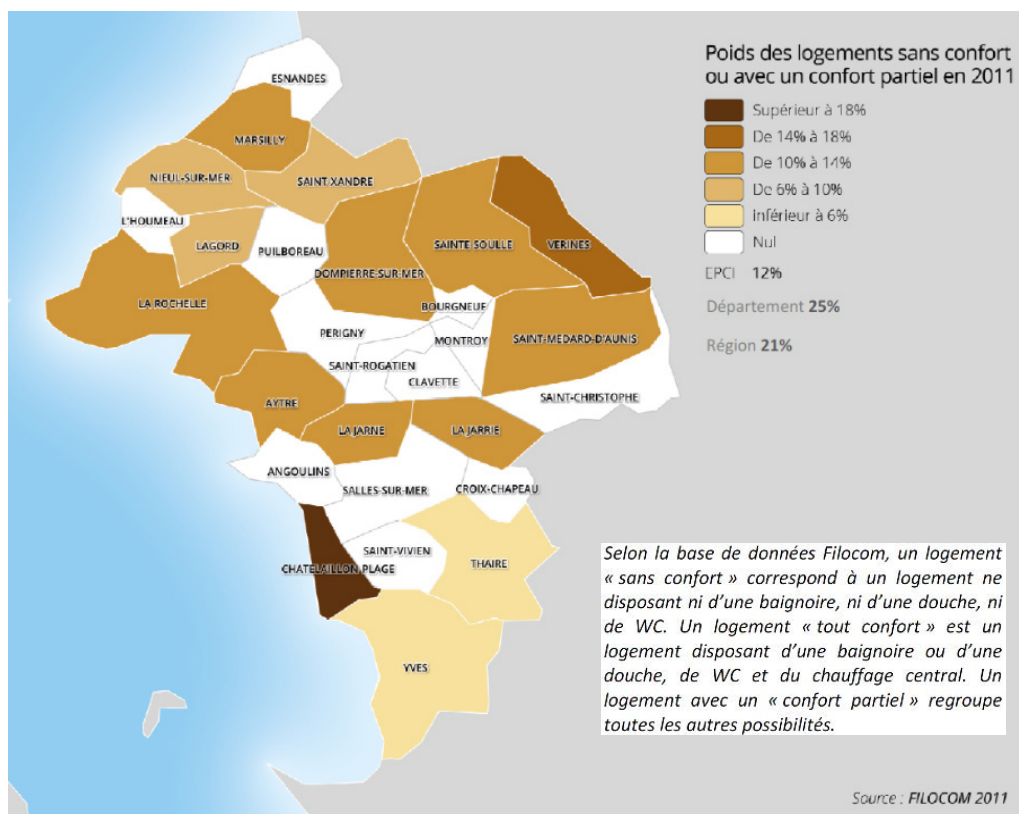 Poids des logements sans confort
ou avec un confort partiel en 2011
Supérieur à 18%
De 14% à 18%
De 10% à 14%
De 6% à 10%
inférieur à 6%
Nul
EPCI 12%
Département 25%
Région 21%
ESNANDES
MARSILLY
NIEUL-SUR-MER
SAINT-XANDRE
L'HOUMEAU
LAGORD
PUILBOREAU
SAINTE-SOULLE
VERINES
DOMPIERRE-SUR-MER
LA ROCHELLE
BOURGNEUF
PERIGNY
MONTROY
SAINT-MEDARD-D'AUNIS
SAINT-ROGATIEN
CLAVETTE
SAINT-CHRISTOPHE
AYTRE
LA JARNE
LA JARRIE
ANGOULINS
SALLES-SUR-MER
CROIX-CHAPEAU
SAINT-VIVIEN
THAIRE
CHATELAILLON-PLAGE
YVES
Selon la base de données Filocom, un logement
« sans confort » correspond à un logement ne
disposant ni d'une baignoire, ni d'une douche, ni
de WC. Un logement « tout confort » est un
logement disposant d'une baignoire ou d'une
douche, de WC et du chauffage central. Un
logement avec un « confort partiel » regroupe
toutes les autres possibilités.
Source : FILOCOM 2011